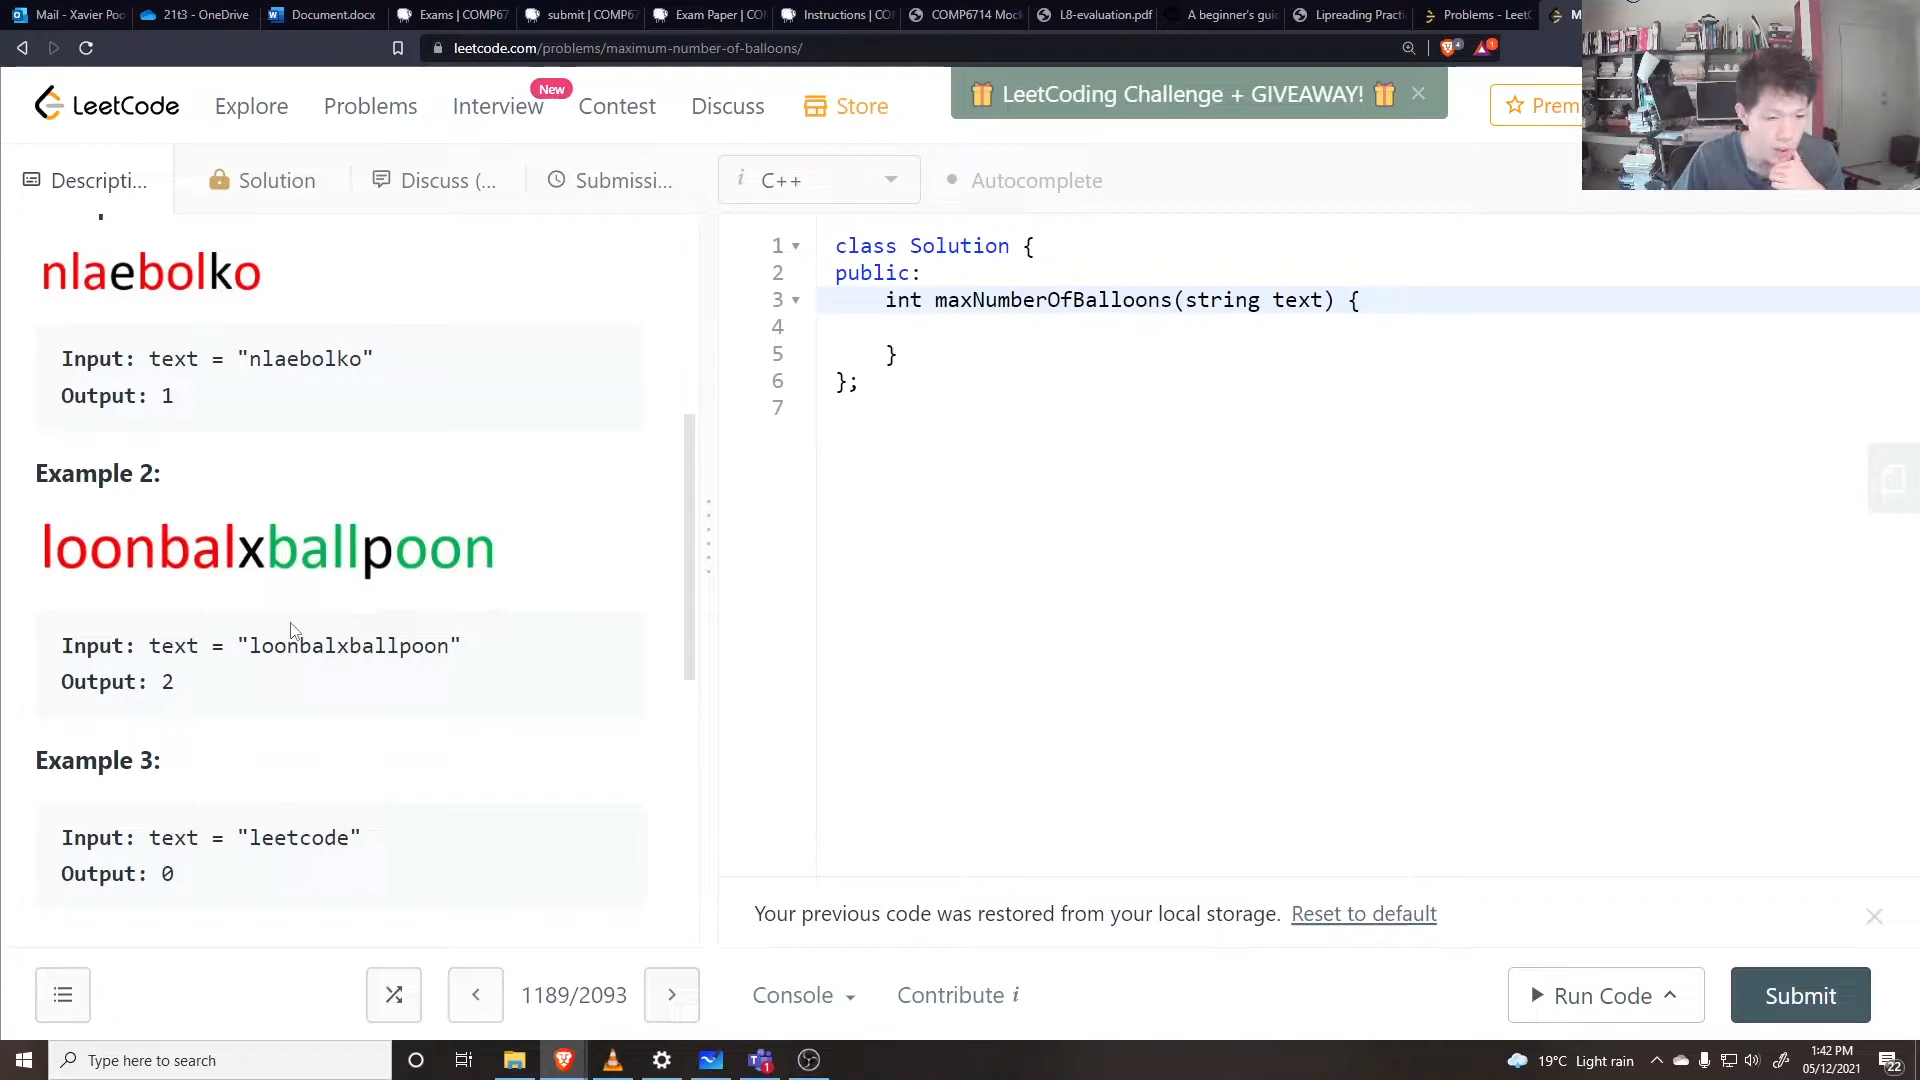 Mail - Xavier Poo
21t3 - OneDrive
Document.docx
Exams | COMP67
submit | COMP67
Exam Paper | CO
Instructions | CO
COMP6714 Mock
L8-evaluation.pdf
A beginner's guid
Lipreading Practi
Problems - LeetC
M
leetcode.com/problems/maximum-number-of-balloons/
4
1
LeetCode
Explore
Problems
Interview
New
Contest
Discuss
Store
LeetCoding Challenge + GIVEAWAY!
Prem
Descripti...
Solution
Discuss (...
Submissi...
i C++
Autocomplete
nlaebolko
Input: text = "nlaebolko"
Output: 1
Example 2:
loonbalxballpoon
Input: text = "loonbalxballpoon"
Output: 2
Example 3:
Input: text = "leetcode"
Output: 0
1 class Solution {
2 public:
3 int maxNumberOfBalloons(string text) {
4
5 }
6 };
7
Your previous code was restored from your local storage. Reset to default
1189/2093
Console
Contribute i
Run Code
Submit
Type here to search
1
19°C Light rain
1:42 PM
05/12/2021
22